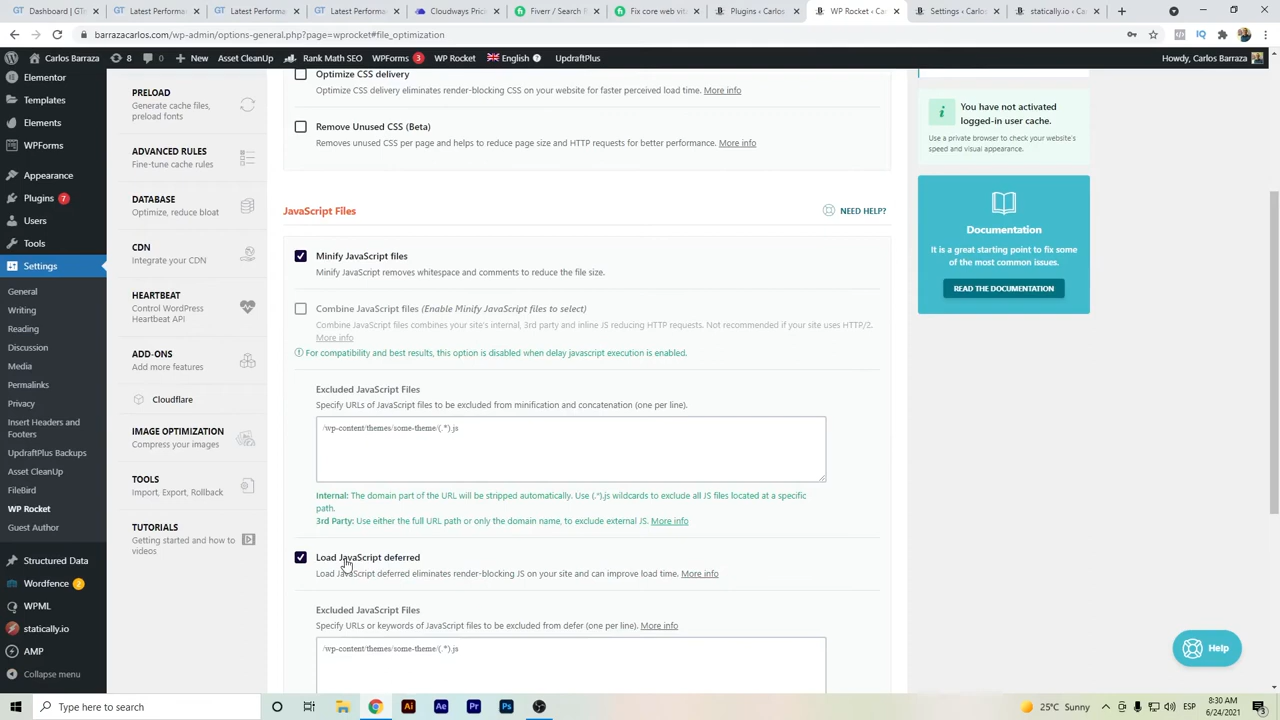 Dashboard ‹ C
Latest Performa
Latest Performa
Latest Performa
Cloudways Pric
Fiverr / Search R
Fix core web vit
Plugins ‹ Carlos
WP Rocket ‹ Ca
Settings ‹ Carlos
statically.io ‹ Ca
barrazacarlos.com/wp-admin/options-general.php?page=wprocket#file_optimization
Carlos Barraza
8
0
New
Asset CleanUp
Rank Math SEO
WPForms 3
WP Rocket
English
UpdraftPlus
Howdy, Carlos Barraza
Elementor
Templates
Elements
WPForms
Appearance
Plugins 7
Users
Tools
Settings
General
Writing
Reading
Discussion
Media
Permalinks
Privacy
Insert Headers and
Footers
UpdraftPlus Backups
Asset CleanUp
FileBird
WP Rocket
Guest Author
Structured Data
Wordfence 2
WPML
statically.io
AMP
Collapse menu
PRELOAD
Generate cache files,
preload fonts
ADVANCED RULES
Fine-tune cache rules
DATABASE
Optimize, reduce bloat
CDN
Integrate your CDN
HEARTBEAT
Control WordPress
Heartbeat API
ADD-ONS
Add more features
Cloudflare
IMAGE OPTIMIZATION
Compress your images
TOOLS
Import, Export, Rollback
TUTORIALS
Getting started and how to
videos
Optimize CSS delivery
Optimize CSS delivery eliminates render-blocking CSS on your website for faster perceived load time. More info
Remove Unused CSS (Beta)
Removes unused CSS per page and helps to reduce page size and HTTP requests for better performance. More info
JavaScript Files
NEED HELP?
Minify JavaScript files
Minify JavaScript removes whitespace and comments to reduce the file size.
Combine JavaScript files (Enable Minify JavaScript files to select)
Combine JavaScript files combines your site's internal, 3rd party and inline JS reducing HTTP requests. Not recommended if your site uses HTTP/2.
More info
For compatibility and best results, this option is disabled when delay javascript execution is enabled.
Excluded JavaScript Files
Specify URLs of JavaScript files to be excluded from minification and concatenation (one per line).
/wp-content/themes/some-theme/(.*).js
Internal: The domain part of the URL will be stripped automatically. Use (.*).js wildcards to exclude all JS files located at a specific
path.
3rd Party: Use either the full URL path or only the domain name, to exclude external JS. More info
Load JavaScript deferred
Load JavaScript deferred eliminates render-blocking JS on your site and can improve load time. More info
Excluded JavaScript Files
Specify URLs or keywords of JavaScript files to be excluded from defer (one per line). More info
/wp-content/themes/some-theme/(.*).js
You have not activated
logged-in user cache.
Use a private browser to check your website's
speed and visual appearance.
Documentation
It is a great starting point to fix some
of the most common issues.
READ THE DOCUMENTATION
Help
Type here to search
25°C Sunny
ESP
8:30 AM
6/24/2021
3